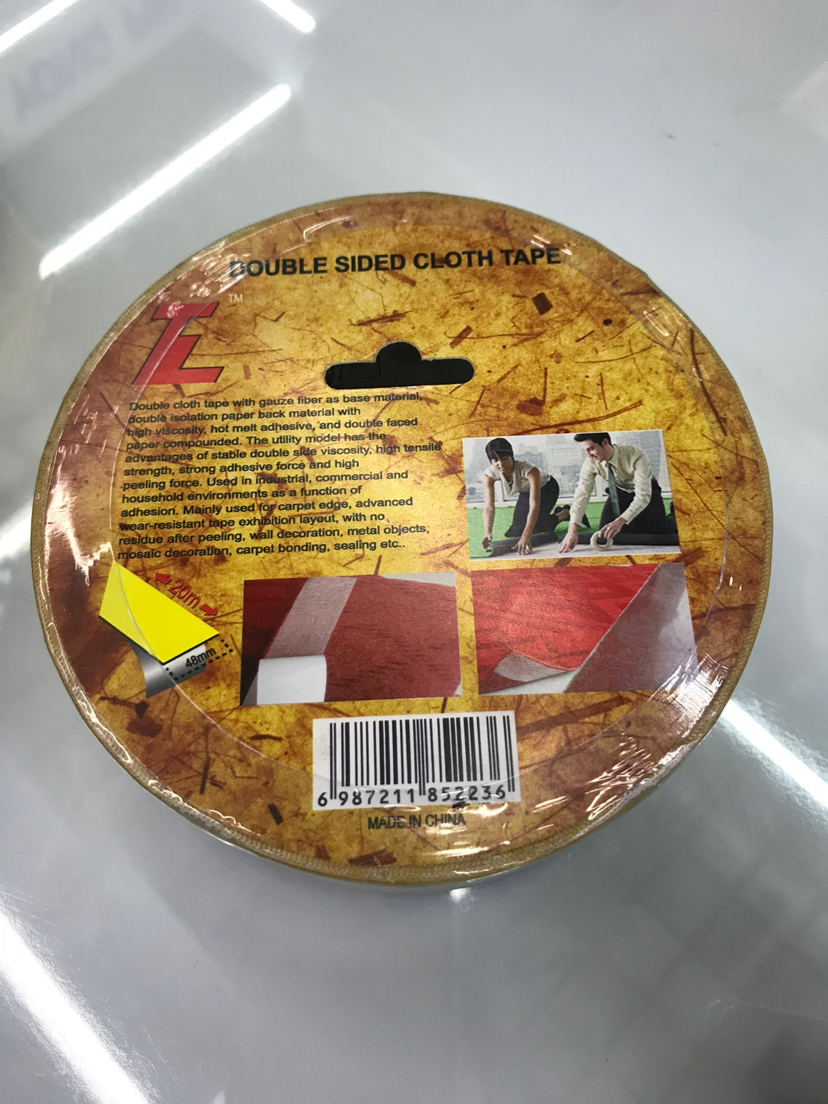 DOUBLE SIDED CLOTH TAPE
TM
Double cloth tape with gauze fiber as base material,
double isolation paper back material with
high viscosity, hot melt adhesive, and double faced
paper compounded. The utility model has the
advantages of stable double side viscosity, high tensile
strength, strong adhesive force and high
peeling force. Used in industrial, commercial and
household environments as a function of
adhesion. Mainly used for carpet edge, advanced
wear-resistant tape exhibition layout, with no
residue after peeling, wall decoration, metal objects,
mosaic decoration, carpet bonding, sealing etc..
20m
48mm
6 987211 852236
MADE IN CHINA